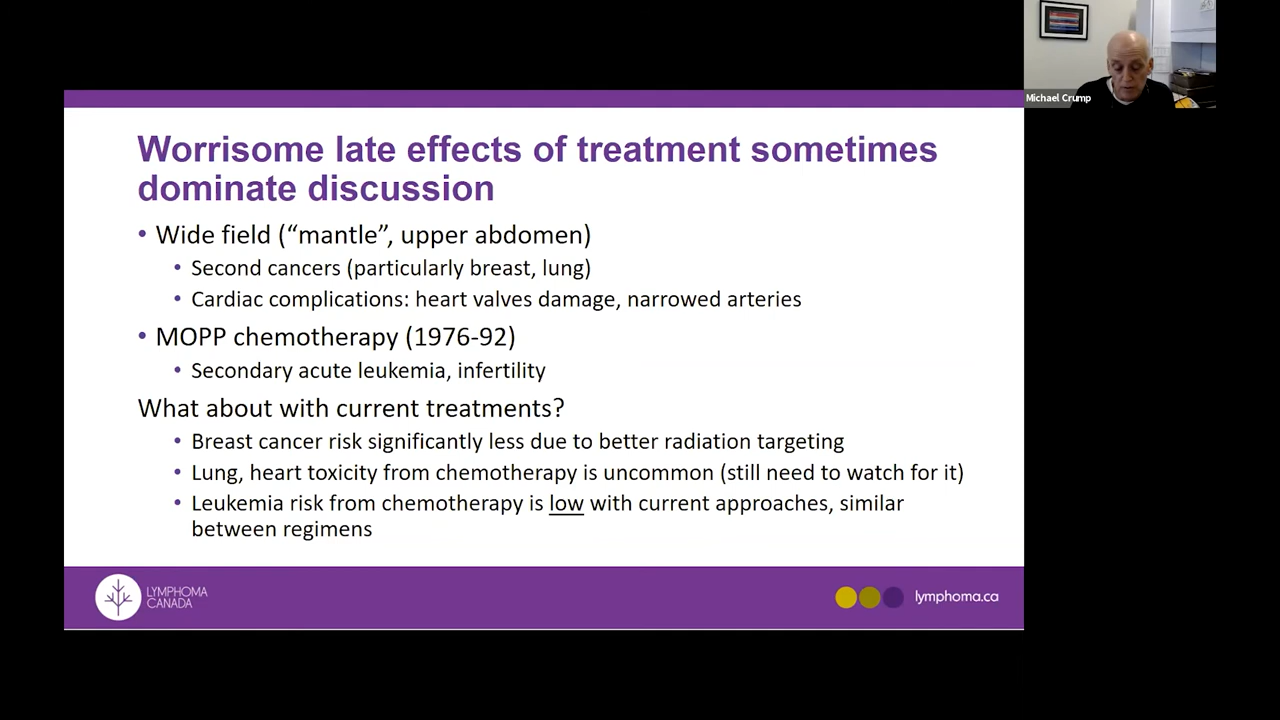 Michael Crump
Worrisome late effects of treatment sometimes
dominate discussion
• Wide field (“mantle”, upper abdomen)
• Second cancers (particularly breast, lung)
• Cardiac complications: heart valves damage, narrowed arteries
• MOPP chemotherapy (1976-92)
• Secondary acute leukemia, infertility
What about with current treatments?
• Breast cancer risk significantly less due to better radiation targeting
• Lung, heart toxicity from chemotherapy is uncommon (still need to watch for it)
• Leukemia risk from chemotherapy is low with current approaches, similar
between regimens
LYMPHOMA
CANADA
lymphoma.ca